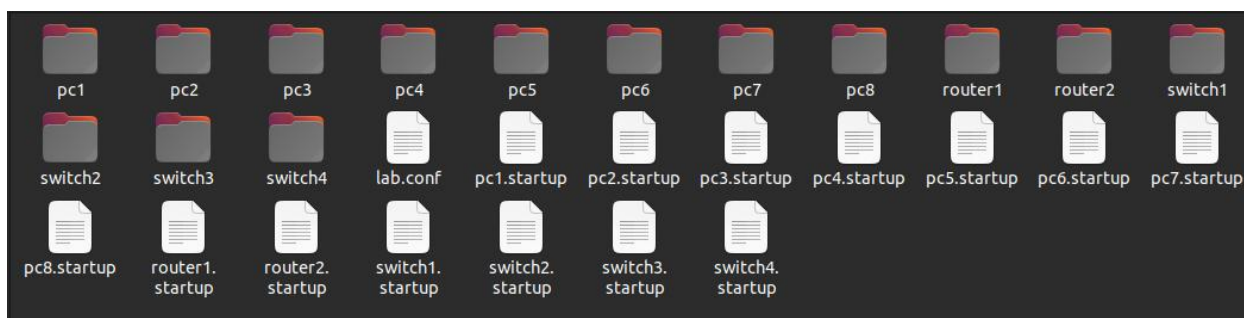 pc1 pc2 pc3 pc4 pc5 pc6 pc7 pc8 router1 router2 switch1
switch2 switch3 switch4 lab.conf pc1.startup pc2.startup pc3.startup pc4.startup pc5.startup pc6.startup pc7.startup
pc8.startup router1. router2. switch1. switch2. switch3. switch4.
startup startup startup startup startup startup